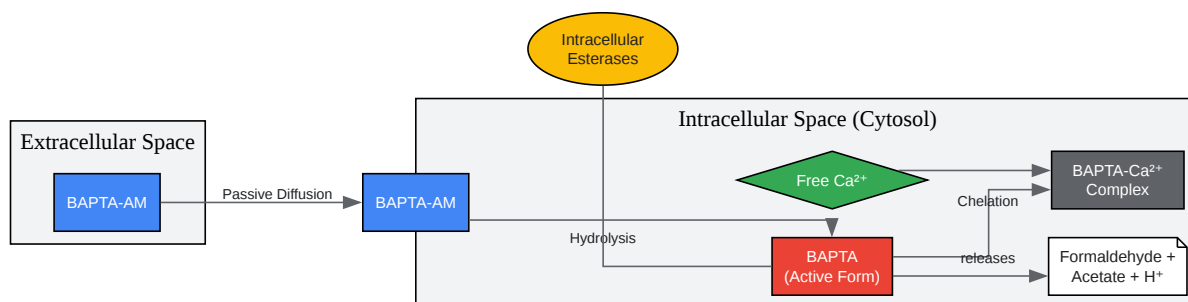 Intracellular
Esterases
Intracellular Space (Cytosol)
Extracellular Space
BAPTA-AM
Passive Diffusion
BAPTA-AM
Hydrolysis
Free Ca²⁺
BAPTA
(Active Form)
Chelation
releases
BAPTA-Ca²⁺
Complex
Formaldehyde +
Acetate + H⁺